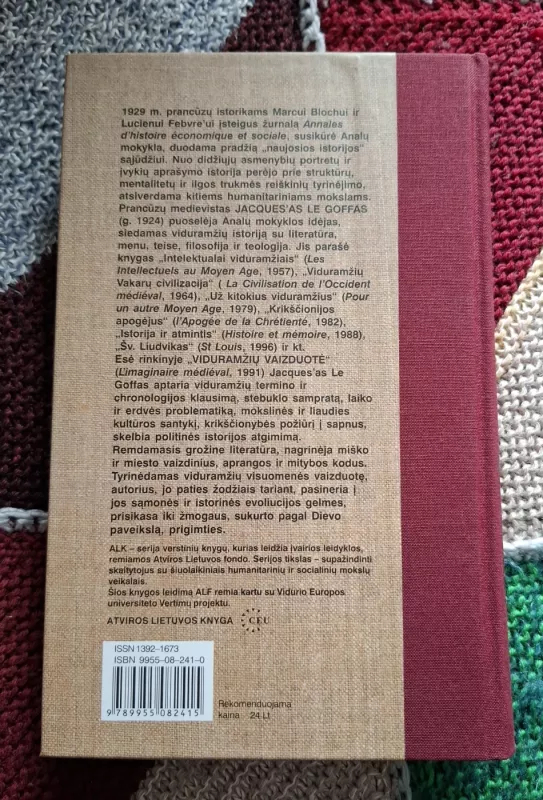 1929 m. prancūzų istorikams Marcui Blochui ir
Lucienui Febvre'ui įsteigus žurnalą Annales
d'histoire économique et sociale, susikūrė Analų
mokykla, duodama pradžią „naujosios istorijos"
sąjūdžiui. Nuo didžiųjų asmenybių portretų ir
įvykių aprašymo istorija perėjo prie struktūrų,
mentalitetų ir ilgos trukmės reiškinių tyrinėjimo,
atsiverdama kitiems humanitariniams mokslams.
Prancūzų medievistas JACQUES'AS LE GOFFAS
(g. 1924) puoselėja Analų mokyklos idėjas,
siedamas viduramžių istoriją su literatūra,
menu, teise, filosofija ir teologija. Jis parašė
knygas „Intelektualai viduramžiais" (Les
Intellectuels au Moyen Age, 1957), „Viduramžių
Vakarų civilizacija" ( La Civilisation de l'Occident
médiéval, 1964), „Už kitokius viduramžius" (Pour
un autre Moyen Age, 1979), „Krikščionijos
apogėjus" (l'Apogée de la Chrétienté, 1982),
„Istorija ir atmintis" (Histoire et mémoire, 1988).
„Šv. Liudvikas" (St Louis, 1996) ir kt.
Esė rinkinyje „VIDURAMŽIŲ VAIZDUOTĖ"
(L'imaginaire médiéval, 1991) Jacques'as Le
Goffas aptaria viduramžių termino ir
chronologijos klausimą, stebuklo sampratą, laiko
ir erdvės problematiką, mokslinės ir liaudies
kultūros santykį, krikščionybės požiūrį į sapnus,
skelbia politinės istorijos atgimimą.
Remdamasis grožine literatūra, nagrinėja miško
ir miesto vaizdinius, aprangos ir mitybos kodus.
Tyrinėdamas viduramžių visuomenės vaizduotę,
autorius, jo paties žodžiais tariant, pasineria į
jos sąmonės ir istorinės evoliucijos gelmes,
prisikasa iki žmogaus, sukurto pagal Dievo
paveikslą, prigimties.
ALK – serija verstinių knygų, kurias leidžia įvairios leidyklos,
remiamos Atviros Lietuvos fondo. Serijos tikslas – supažindinti
skaitytojus su šiuolaikiniais humanitarinių ir socialinių mokslų
veikalais.
Šios knygos leidimą ALF remia kartu su Vidurio Europos
universiteto Vertimų projektu.
ATVIROS LIETUVOS KNYGA CEU
ISSN 1392-1673
ISBN 9955-08-241-0
9 789955 082415
Rekomenduojama
kaina 24 Lt